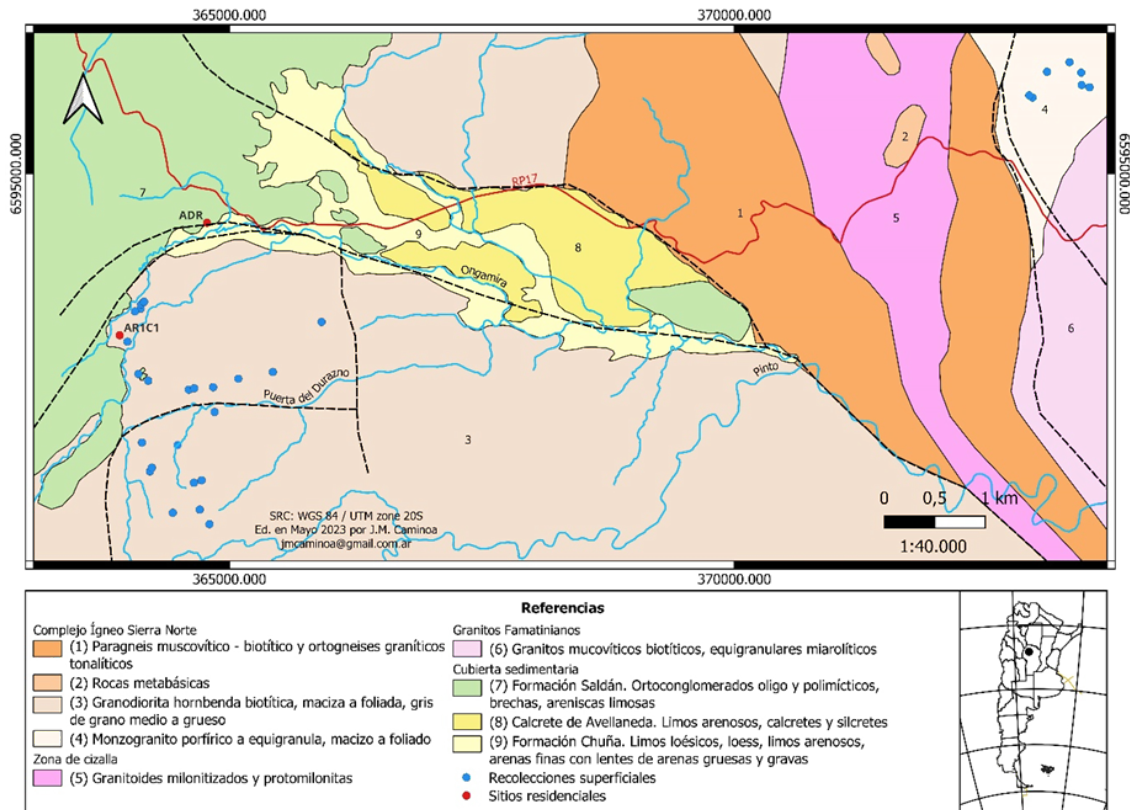 365000.000
370000.000
6595000.000
6595000.000
4
2
7
ADR
RP17
1
5
9
8
Ongamira
6
AR1C1
Pinto
Puerta del Durazno
3
0 0,5 1 km
1:40.000
SRC: WGS 84 / UTM zone 20S
Ed. en Mayo 2023 por J.M. Caminoa
jmcaminoa@gmail.com.ar
365000.000
370000.000
Referencias
Complejo Ígneo Sierra Norte
(1) Paragneis muscovítico - biotítico y ortogneises graníticos
tonalíticos
(2) Rocas metabásicas
(3) Granodiorita hornbenda biotítica, maciza a foliada, gris
de grano medio a grueso
(4) Monzogranito porfírico a equigranula, macizo a foliado
Zona de cizalla
(5) Granitoides milonitizados y protomilonitas
Granitos Famatinianos
(6) Granitos mucovíticos biotíticos, equigranulares miarolíticos
Cubierta sedimentaria
(7) Formación Saldán. Ortoconglomerados oligo y polimícticos,
brechas, areniscas limosas
(8) Calcrete de Avellaneda. Limos arenosos, calcretes y silcretes
(9) Formación Chuña. Limos loésicos, loess, limos arenosos,
arenas finas con lentes de arenas gruesas y gravas
Recolecciones superficiales
Sitios residenciales